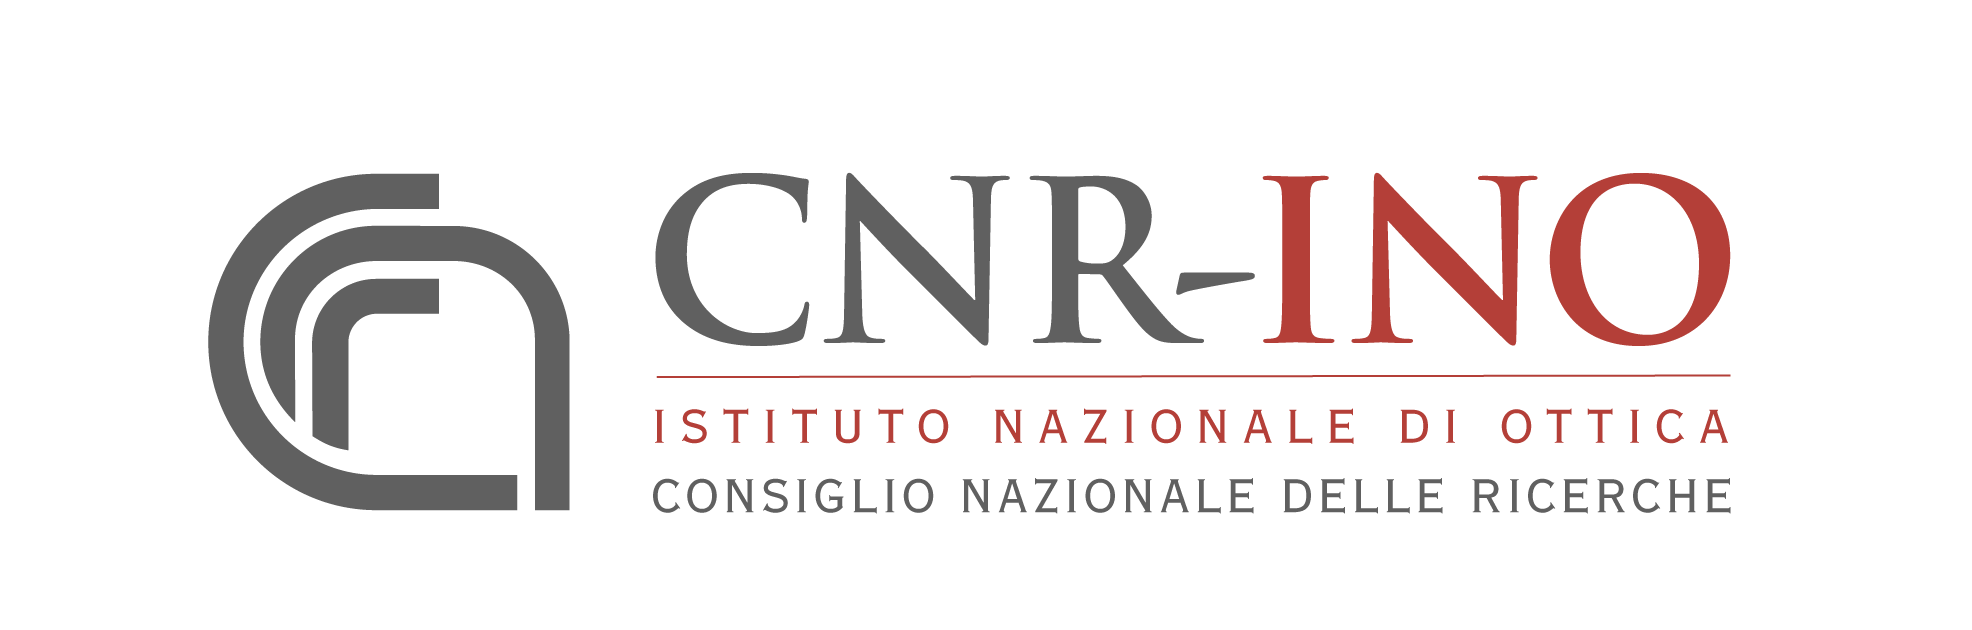 CNR-INO
ISTITUTO NAZIONALE DI OTTICA
CONSIGLIO NAZIONALE DELLE RICERCHE